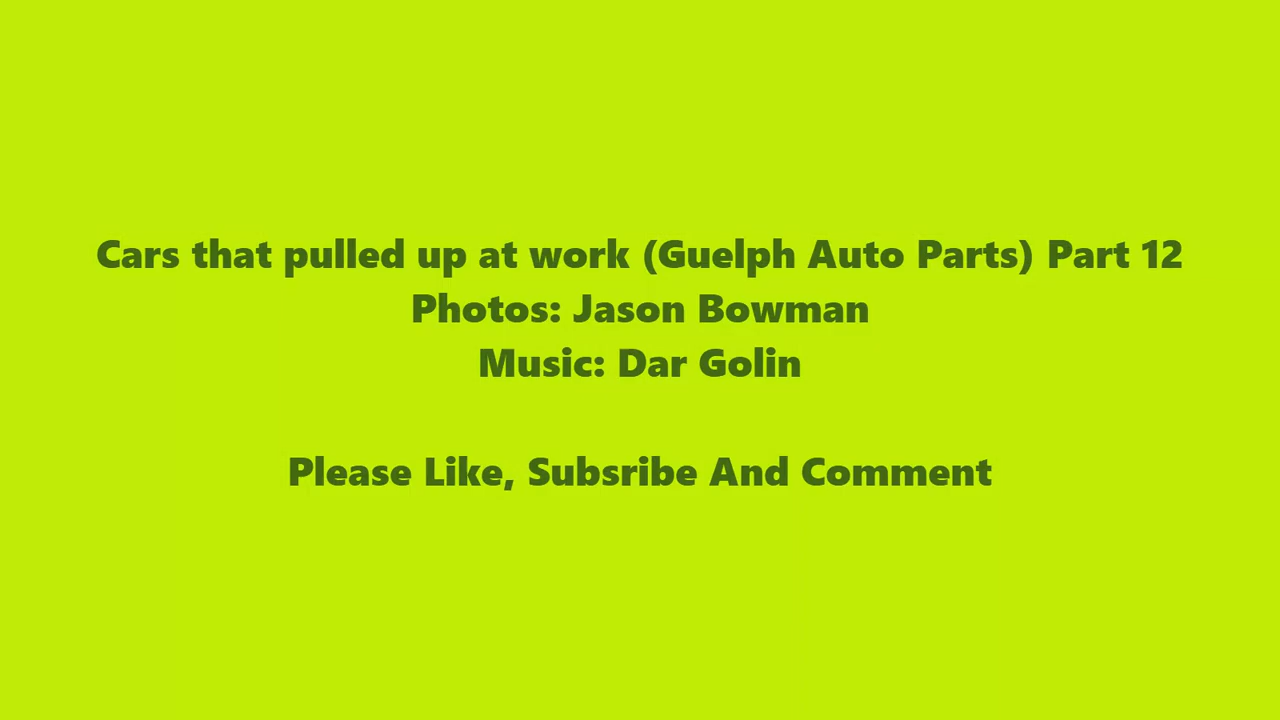 Cars that pulled up at work (Guelph Auto Parts) Part 12
Photos: Jason Bowman
Music: Dar Golin
Please Like, Subsribe And Comment